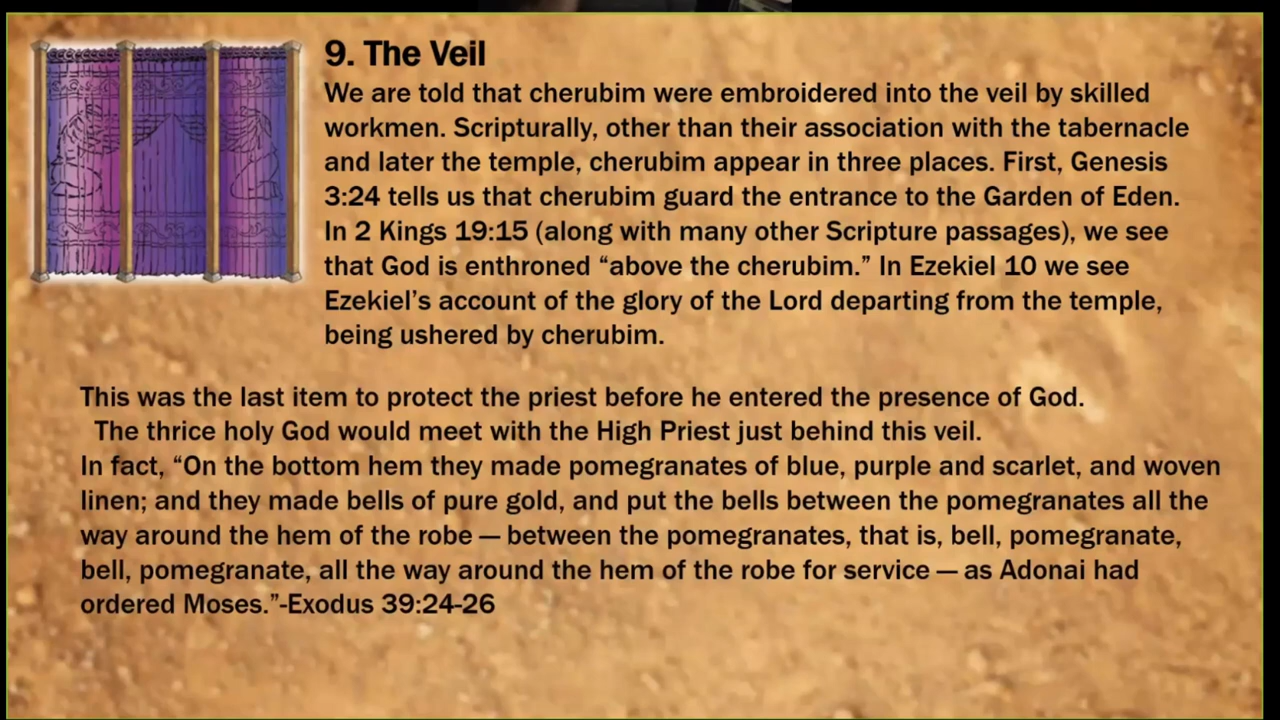 9. The Veil
We are told that cherubim were embroidered into the veil by skilled
workmen. Scripturally, other than their association with the tabernacle
and later the temple, cherubim appear in three places. First, Genesis
3:24 tells us that cherubim guard the entrance to the Garden of Eden.
In 2 Kings 19:15 (along with many other Scripture passages), we see
that God is enthroned “above the cherubim.” In Ezekiel 10 we see
Ezekiel’s account of the glory of the Lord departing from the temple,
being ushered by cherubim.
This was the last item to protect the priest before he entered the presence of God.
The thrice holy God would meet with the High Priest just behind this veil.
In fact, “On the bottom hem they made pomegranates of blue, purple and scarlet, and woven
linen; and they made bells of pure gold, and put the bells between the pomegranates all the
way around the hem of the robe — between the pomegranates, that is, bell, pomegranate,
bell, pomegranate, all the way around the hem of the robe for service — as Adonai had
ordered Moses.”-Exodus 39:24-26